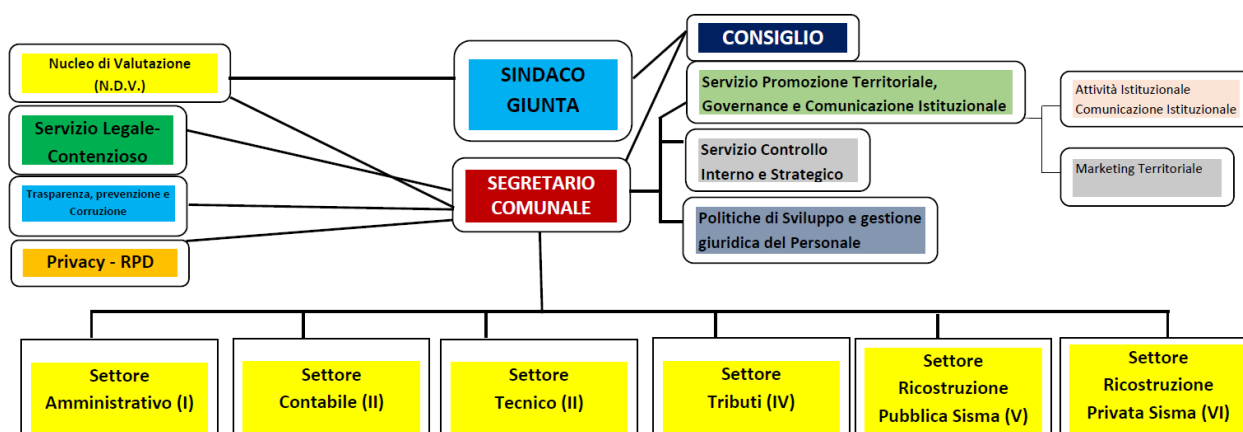 Nucleo di Valutazione
(N.D.V.)
Servizio Legale-
Contenzioso
Trasparenza, prevenzione e
Corruzione
Privacy - RPD
SINDACO
GIUNTA
SEGRETARIO
COMUNALE
CONSIGLIO
Servizio Promozione Territoriale,
Governance e Comunicazione Istituzionale
Servizio Controllo
Interno e Strategico
Politiche di Sviluppo e gestione
giuridica del Personale
Attività Istituzionale
Comunicazione Istituzionale
Marketing Territoriale
Settore
Amministrativo (I)
Settore
Contabile (II)
Settore
Tecnico (II)
Settore
Tributi (IV)
Settore
Ricostruzione
Pubblica Sisma (V)
Settore
Ricostruzione
Privata Sisma (VI)